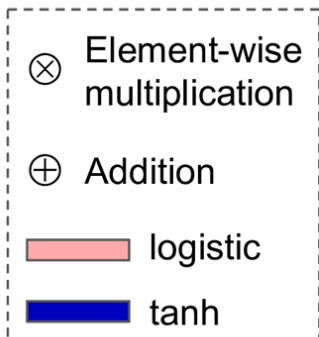 Element-wise
multiplication
Addition
logistic
tanh